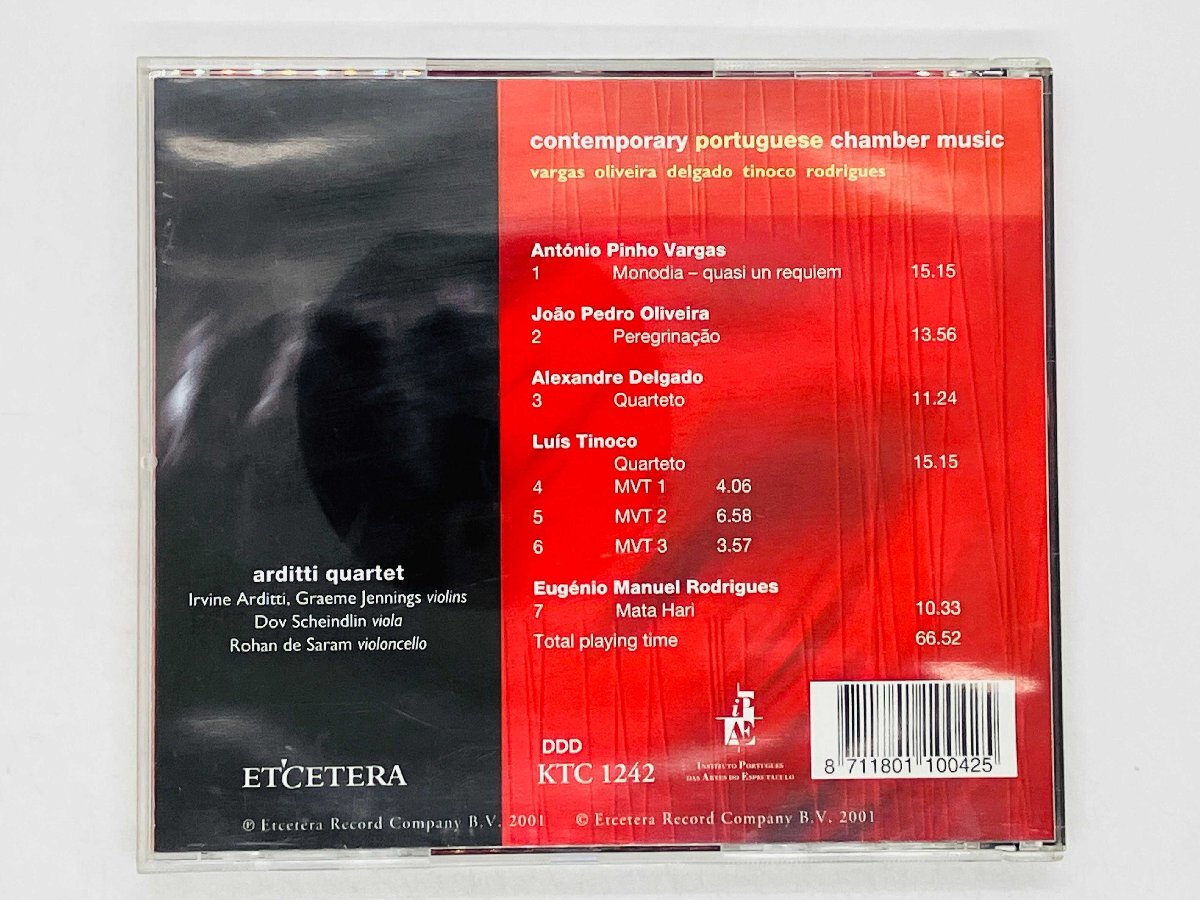 contemporary portuguese chamber music
vargas oliveira delgado tinoco rodrigues
António Pinho Vargas
1 Monodia – quasi un requiem 15.15
João Pedro Oliveira
2 Peregrinação 13.56
Alexandre Delgado
3 Quarteto 11.24
Luís Tinoco
Quarteto 15.15
4 MVT 1 4.06
5 MVT 2 6.58
6 MVT 3 3.57
Eugénio Manuel Rodrigues
7 Mata Hari 10.33
Total playing time 66.52
arditti quartet
Irvine Arditti, Graeme Jennings violins
Dov Scheindlin viola
Rohan de Saram violoncello
ET'CETERA
DDD
KTC 1242
iP
AE
Instituto Português
das Artes do Espectáculo
8 711801 100425
℗ Etcetera Record Company B.V. 2001 © Etcetera Record Company B.V. 2001